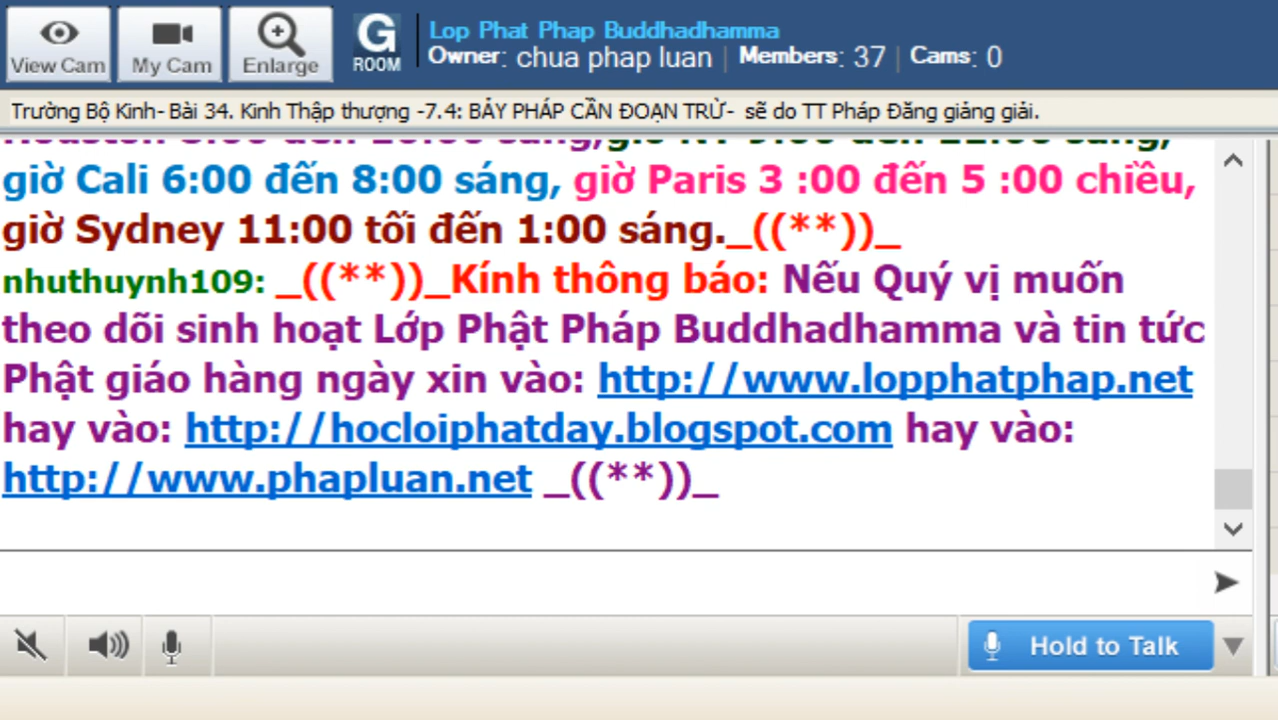 View Cam
My Cam
Enlarge
G
ROOM
Lop Phat Phap Buddhadhamma
Owner: chua phap luan | Members: 37 | Cams: 0
Trường Bộ Kinh- Bài 34. Kinh Thập thượng -7.4: BẢY PHÁP CẦN ĐOẠN TRỪ- sẽ do TT Pháp Đăng giảng giải.
giờ Cali 6:00 đến 8:00 sáng, giờ Paris 3 :00 đến 5 :00 chiều,
giờ Sydney 11:00 tối đến 1:00 sáng._((**))_
nhuthuynh109: _((**))_Kính thông báo: Nếu Quý vị muốn
theo dõi sinh hoạt Lớp Phật Pháp Buddhadhamma và tin tức
Phật giáo hàng ngày xin vào: http://www.lopphatphap.net
hay vào: http://hocloiphatday.blogspot.com hay vào:
http://www.phapluan.net _((**))_
Hold to Talk